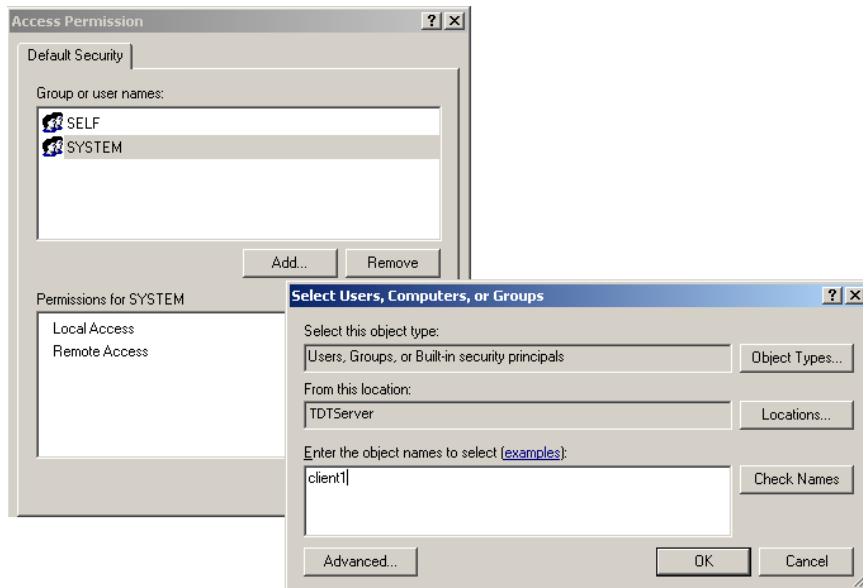 Access Permission
Default Security
Group or user names:
SELF
SYSTEM
Add... Remove
Permissions for SYSTEM
Local Access
Remote Access
Select Users, Computers, or Groups
Select this object type:
Users, Groups, or Built-in security principals Object Types...
From this location:
TDTServer Locations...
Enter the object names to select (examples):
client1 Check Names
Advanced... OK Cancel